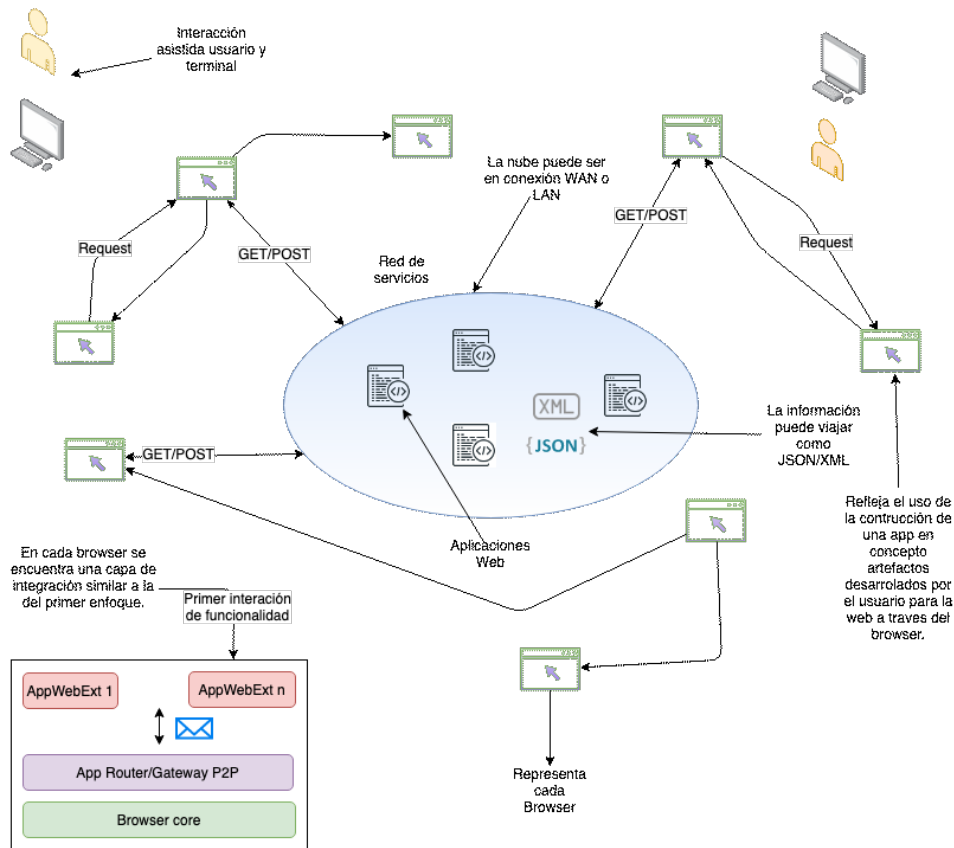 Interacción
asistida usuario y
terminal
La nube puede ser
en conexión WAN o
LAN
GET/POST
Request
Request
GET/POST
Red de
servicios
XML
{JSON}
La información
puede viajar
como
JSON/XML
GET/POST
Refleja el uso de
la contrucción de
una app en
concepto
artefactos
desarrolados por
el usuario para la
web a traves del
browser.
Aplicaciones
Web
En cada browser se
encuentra una capa de
integración similar a la
del primer enfoque.
Primer interación
de funcionalidad
AppWebExt 1
AppWebExt n
App Router/Gateway P2P
Browser core
Representa
cada
Browser